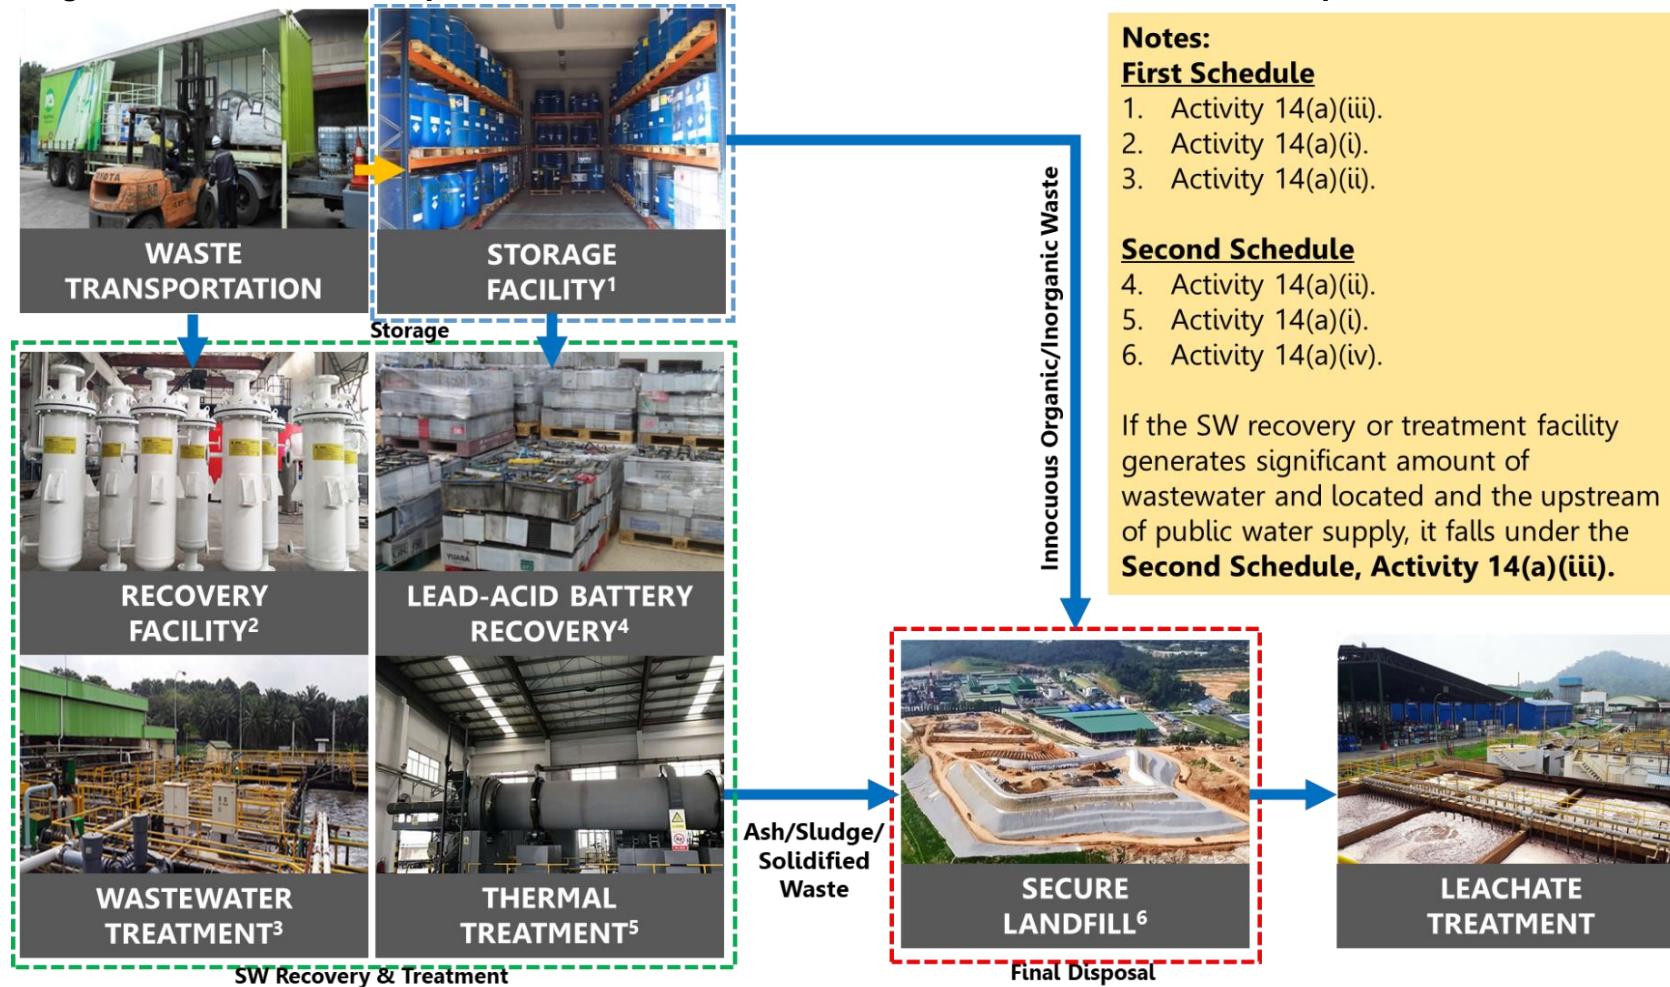 WASTE
TRANSPORTATION
STORAGE
FACILITY¹
Storage
RECOVERY
FACILITY²
LEAD-ACID BATTERY
RECOVERY⁴
WASTEWATER
TREATMENT³
THERMAL
TREATMENT⁵
SW Recovery & Treatment
Innocuous Organic/Inorganic Waste
Ash/Sludge/
Solidified
Waste
SECURE
LANDFILL⁶
Final Disposal
LEACHATE
TREATMENT
Notes:
First Schedule
1. Activity 14(a)(iii).
2. Activity 14(a)(i).
3. Activity 14(a)(ii).
Second Schedule
4. Activity 14(a)(ii).
5. Activity 14(a)(i).
6. Activity 14(a)(iv).
If the SW recovery or treatment facility
generates significant amount of
wastewater and located and the upstream
of public water supply, it falls under the
Second Schedule, Activity 14(a)(iii).